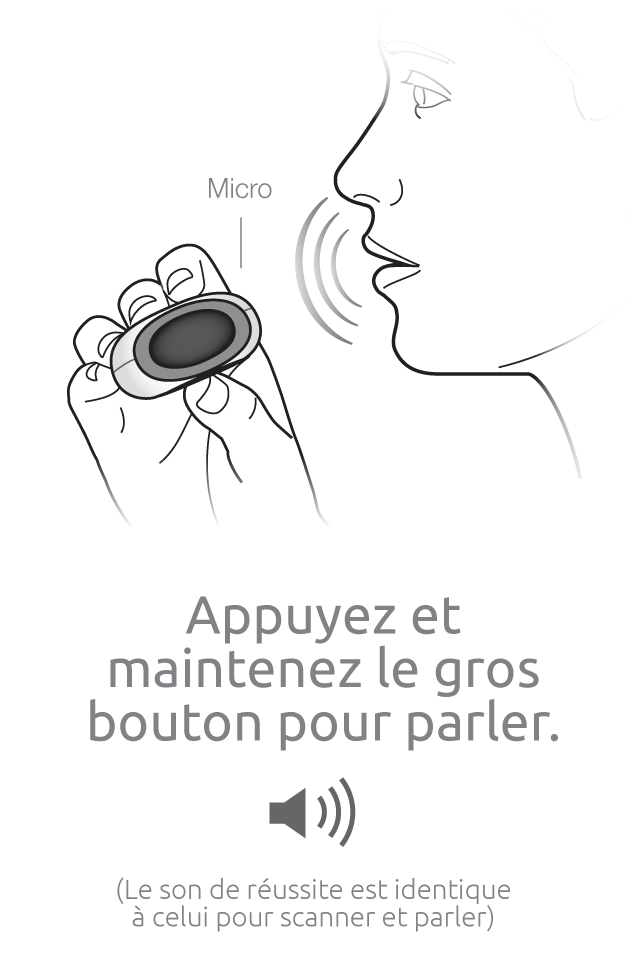 Micro
Appuyez et
maintenez le gros
bouton pour parler.
(Le son de réussite est identique
à celui pour scanner et parler)